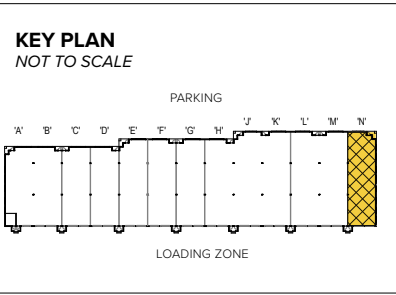 KEY PLAN
NOT TO SCALE
PARKING
'A' 'B' 'C' 'D' 'E' 'F' 'G' 'H' 'J' 'K' 'L' 'M' 'N'
LOADING ZONE